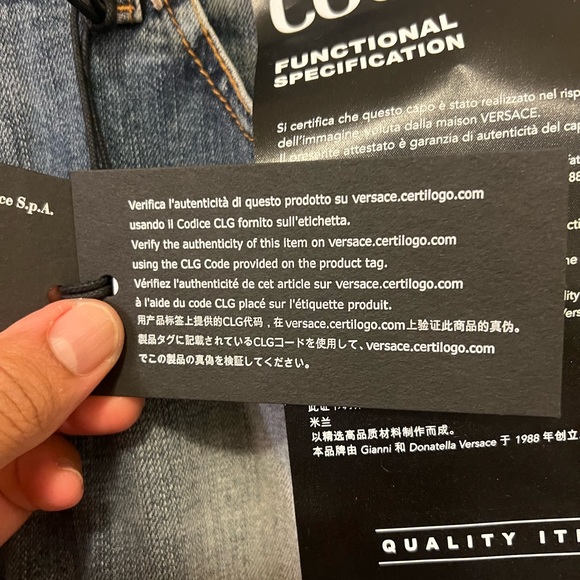 FUNCTIONAL
SPECIFICATION
Si certifica che questo capo è stato realizzato nel
dell'immagine voluta dalla maison VERSACE.
Il presente attestato è garanzia di autenticità del
S.p.A.
Verifica l'autenticità di questo prodotto su versace.certilogo.com
usando il Codice CLG fornito sull'etichetta.
Verify the authenticity of this item on versace.certilogo.com
using the CLG Code provided on the product tag.
Vérifiez l'authenticité de cet article sur versace.certilogo.com
à l'aide du code CLG placé sur l'étiquette produit.
用产品标签上提供的CLG代码，在versace.certilogo.com上验证此商品的真伪。
製品タグに記載されているCLGコードを使用して、versace.certilogo.com
でこの製品の真偽を検証してください。
米兰
以精选高品质材料制作而成。
本品牌由 Gianni 和 Donatella Versace 于 1988 年创立
QUALITY